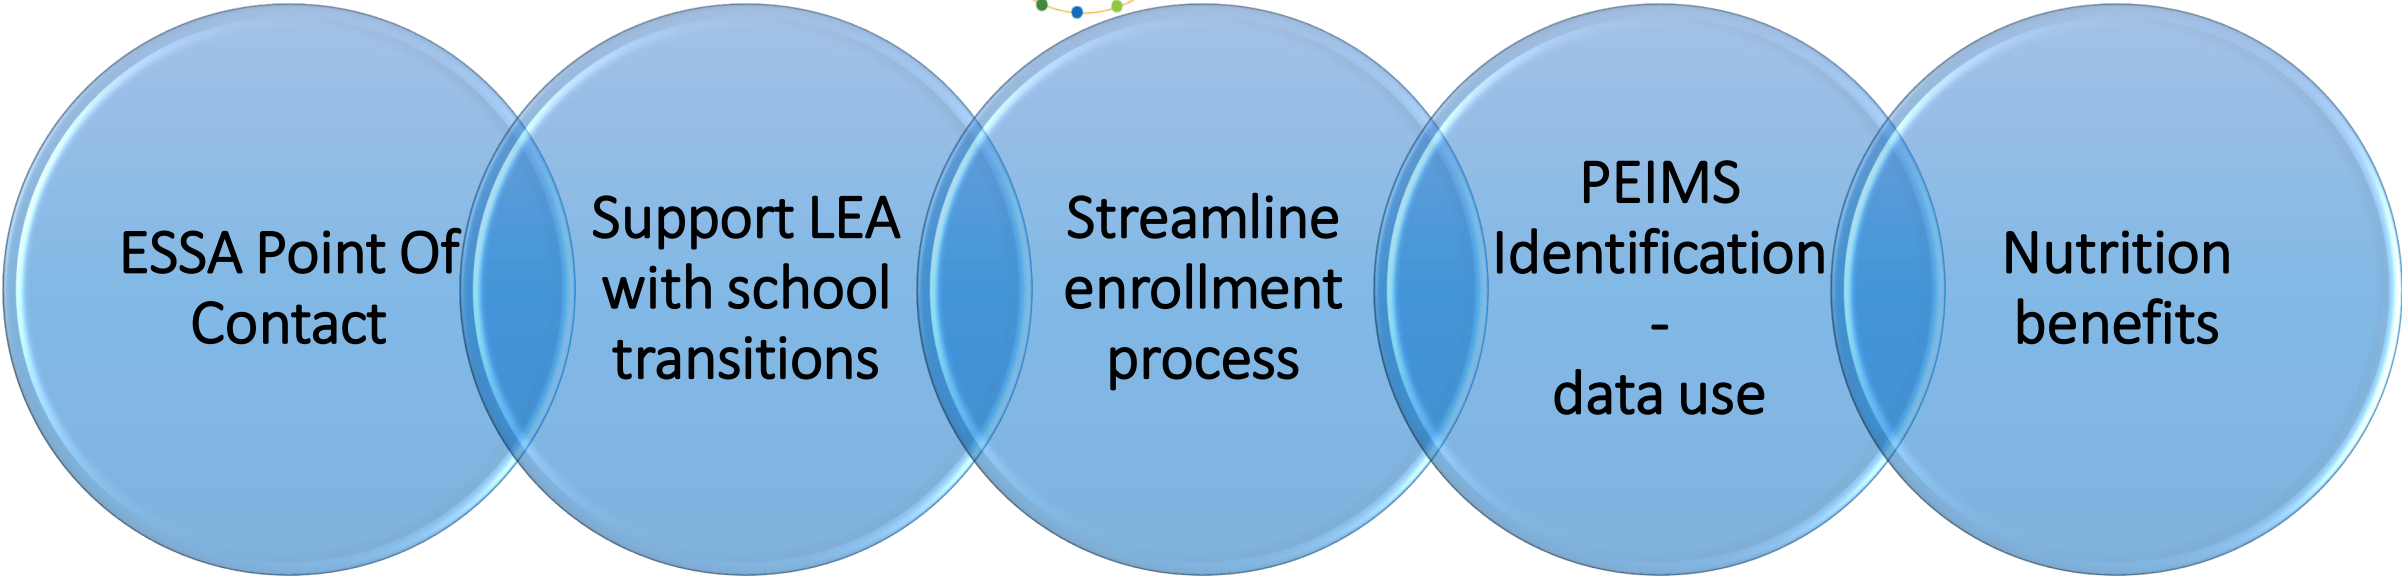 ESSA Point Of
Contact
Support LEA
with school
transitions
Streamline
enrollment
process
PEIMS
Identification
-
data use
Nutrition
benefits